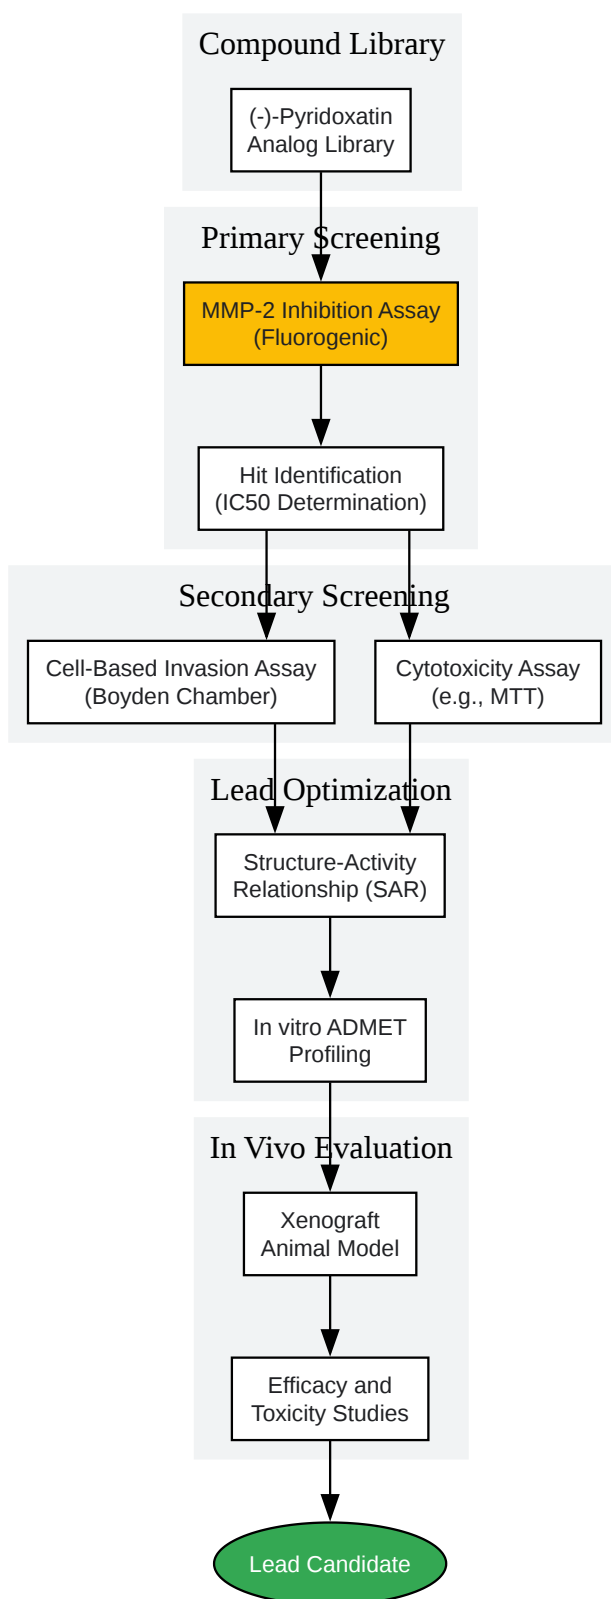 Compound Library
(-)-Pyridoxatin
Analog Library
Primary Screening
MMP-2 Inhibition Assay
(Fluorogenic)
Hit Identification
(IC50 Determination)
Secondary Screening
Cell-Based Invasion Assay
(Boyden Chamber)
Cytotoxicity Assay
(e.g., MTT)
Lead Optimization
Structure-Activity
Relationship (SAR)
In vitro ADMET
Profiling
In Vivo Evaluation
Xenograft
Animal Model
Efficacy and
Toxicity Studies
Lead Candidate